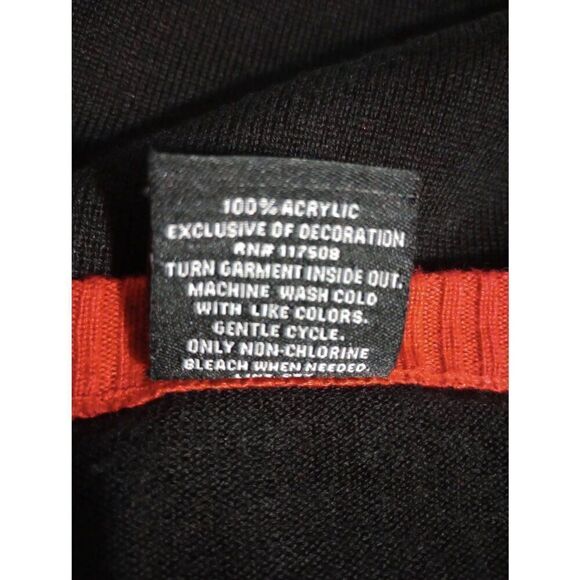 100% ACRYLIC
EXCLUSIVE OF DECORATION
RN# 117508
TURN GARMENT INSIDE OUT.
MACHINE WASH COLD
WITH LIKE COLORS.
GENTLE CYCLE.
ONLY NON-CHLORINE
BLEACH WHEN NEEDED.